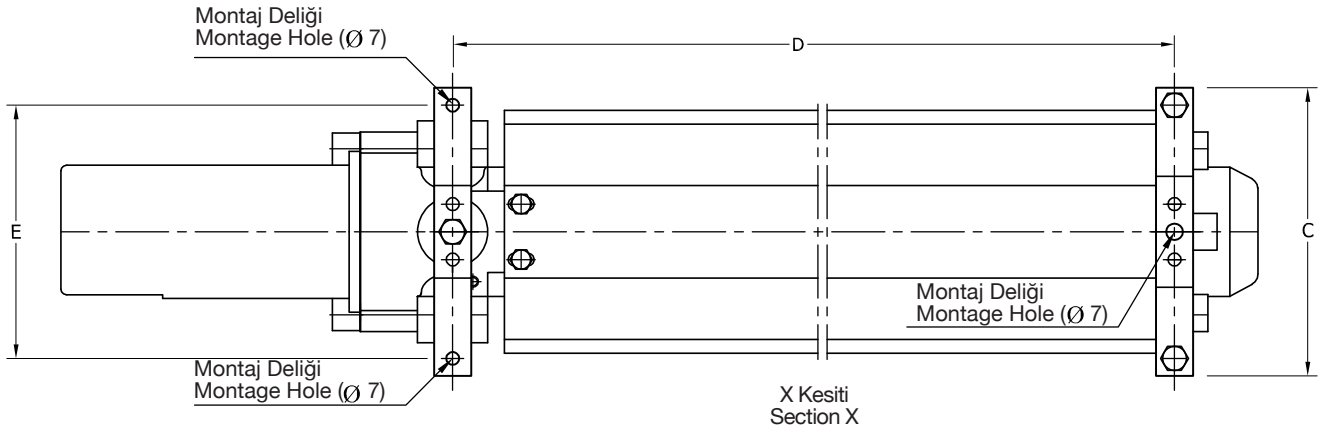 Montaj Deliği
Montage Hole (Ø 7)
D
E
C
Montaj Deliği
Montage Hole (Ø 7)
Montaj Deliği
Montage Hole (Ø 7)
X Kesiti
Section X